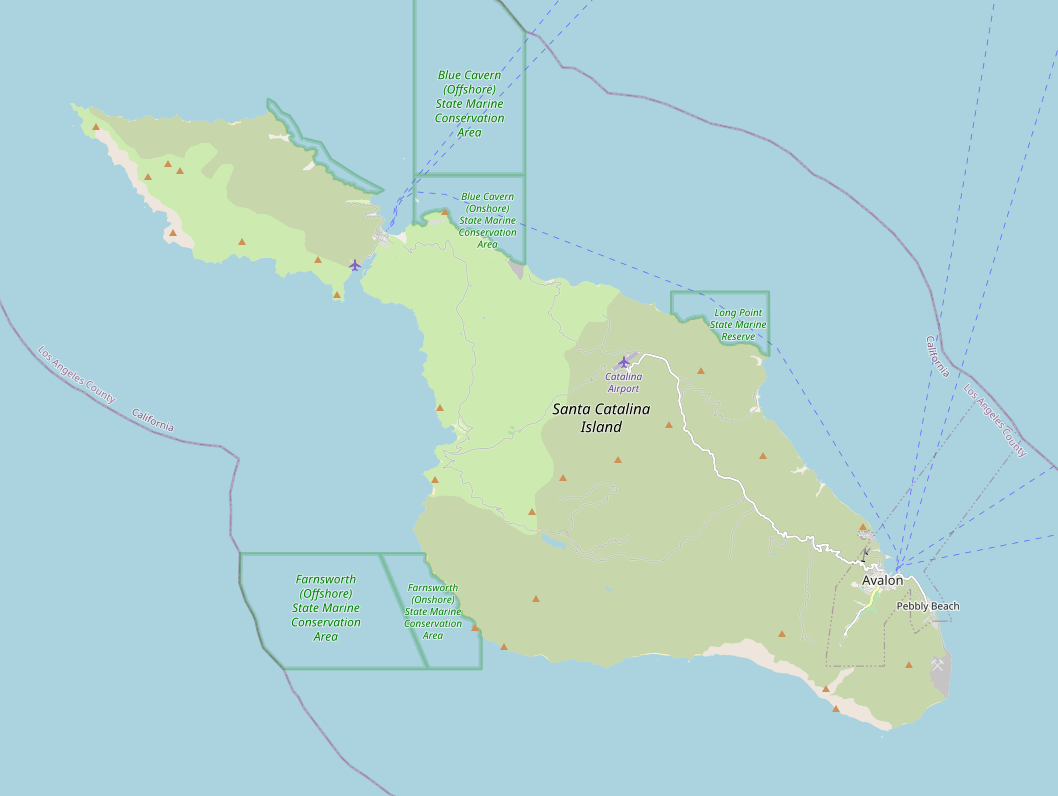 Blue Cavern
(Offshore)
State Marine
Conservation
Area
Blue Cavern
(Onshore)
State Marine
Conservation
Area
Long Point
State Marine
Reserve
California
Los Angeles County
Los Angeles County
California
Catalina
Airport
Santa Catalina
Island
Farnsworth
(Offshore)
State Marine
Conservation
Area
Farnsworth
(Onshore)
State Marine
Conservation
Area
Avalon
Pebbly Beach